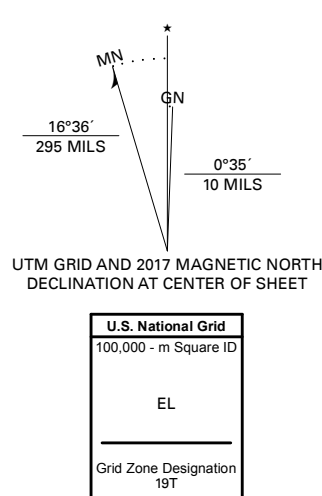 ★
MN
GN
16°36´
295 MILS
0°35´
10 MILS
UTM GRID AND 2017 MAGNETIC NORTH
DECLINATION AT CENTER OF SHEET
U.S. National Grid
100,000 - m Square ID
EL
Grid Zone Designation
19T